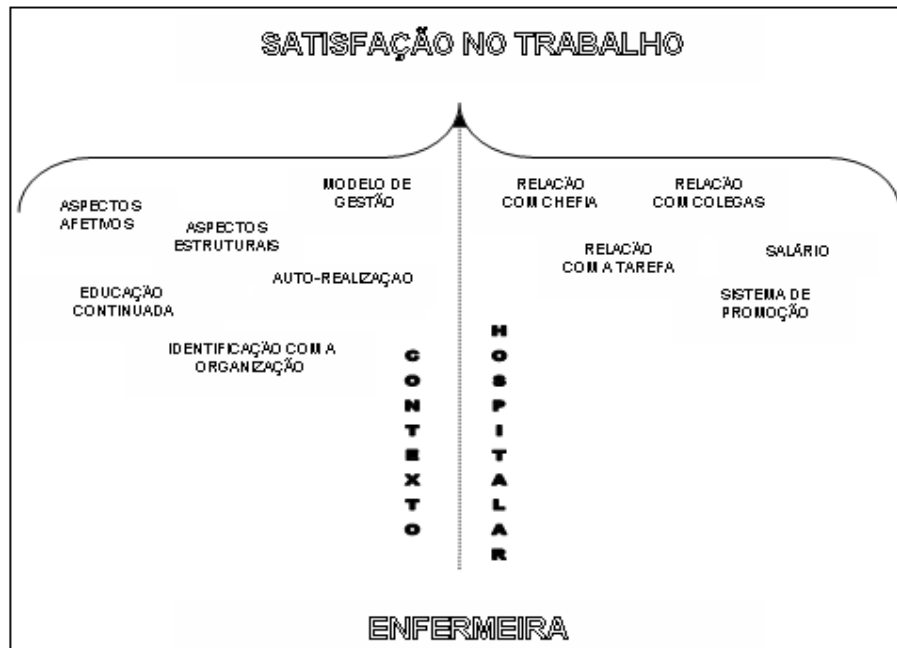 SATISFAÇÃO NO TRABALHO
MODELO DE
GESTÃO
ASPECTOS
AFETIVOS
ASPECTOS
ESTRUTURAIS
AUTO-REALIZAÇAO
EDUCAÇÃO
CONTINUADA
IDENTIFICAÇÃO COM A
ORGANIZAÇÃO
RELAÇÃO
COM CHEFIA
RELAÇÃO
COM COLEGAS
RELAÇÃO
COM A TAREFA
SALÁRIO
SISTEMA DE
PROMOÇÃO
CONTEXTO
HOSPITALAR
ENFERMEIRA